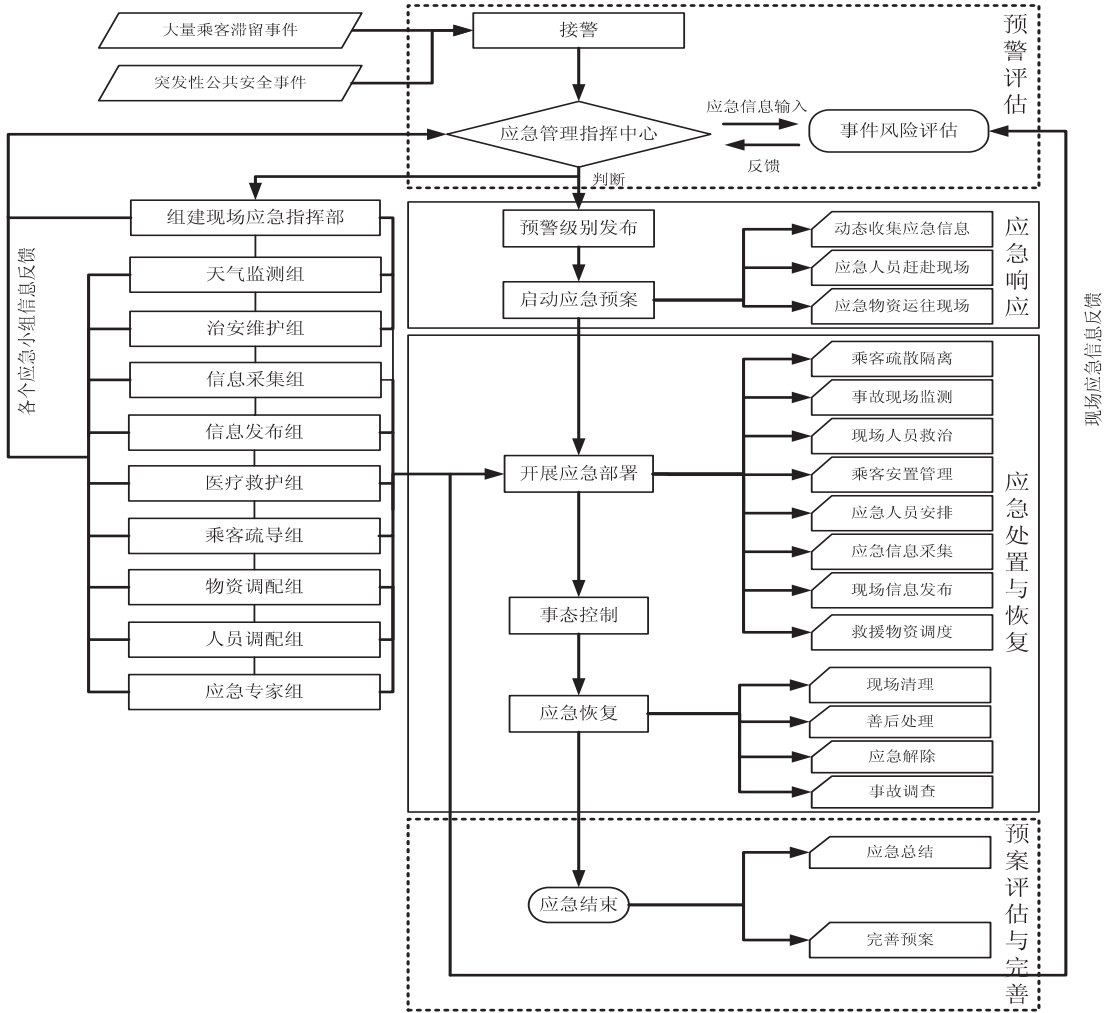 大量乘客滞留事件
突发性公共安全事件
接警
预警评估
应急管理指挥中心
应急信息输入
反馈
事件风险评估
判断
组建现场应急指挥部
天气监测组
治安维护组
信息采集组
信息发布组
医疗救护组
乘客疏导组
物资调配组
人员调配组
应急专家组
各个应急小组信息反馈
预警级别发布
启动应急预案
动态收集应急信息
应急人员赶赴现场
应急物资运往现场
应急响应
开展应急部署
乘客疏散隔离
事故现场监测
现场人员救治
乘客安置管理
应急人员安排
应急信息采集
现场信息发布
救援物资调度
事态控制
应急恢复
现场清理
善后处理
应急解除
事故调查
应急处置与恢复
应急结束
应急总结
完善预案
预案评估与完善
现场应急信息反馈